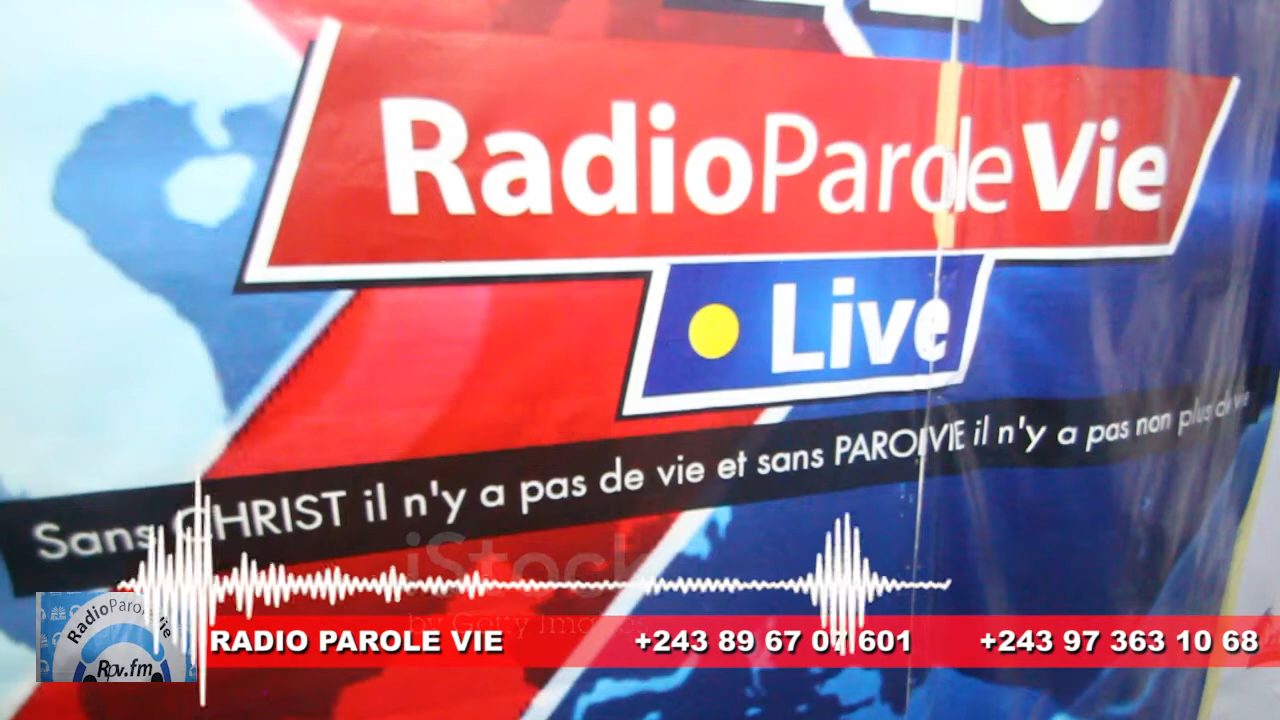 RadioParoleVie
Live
Sans CHRIST il n'y a pas de vie et sans PAROLVIE il n'y a pas non plus de vie
iStock
by Getty Images
RadioParoleVie
Rpv.fm
RADIO PAROLE VIE +243 89 67 07 601 +243 97 363 10 68